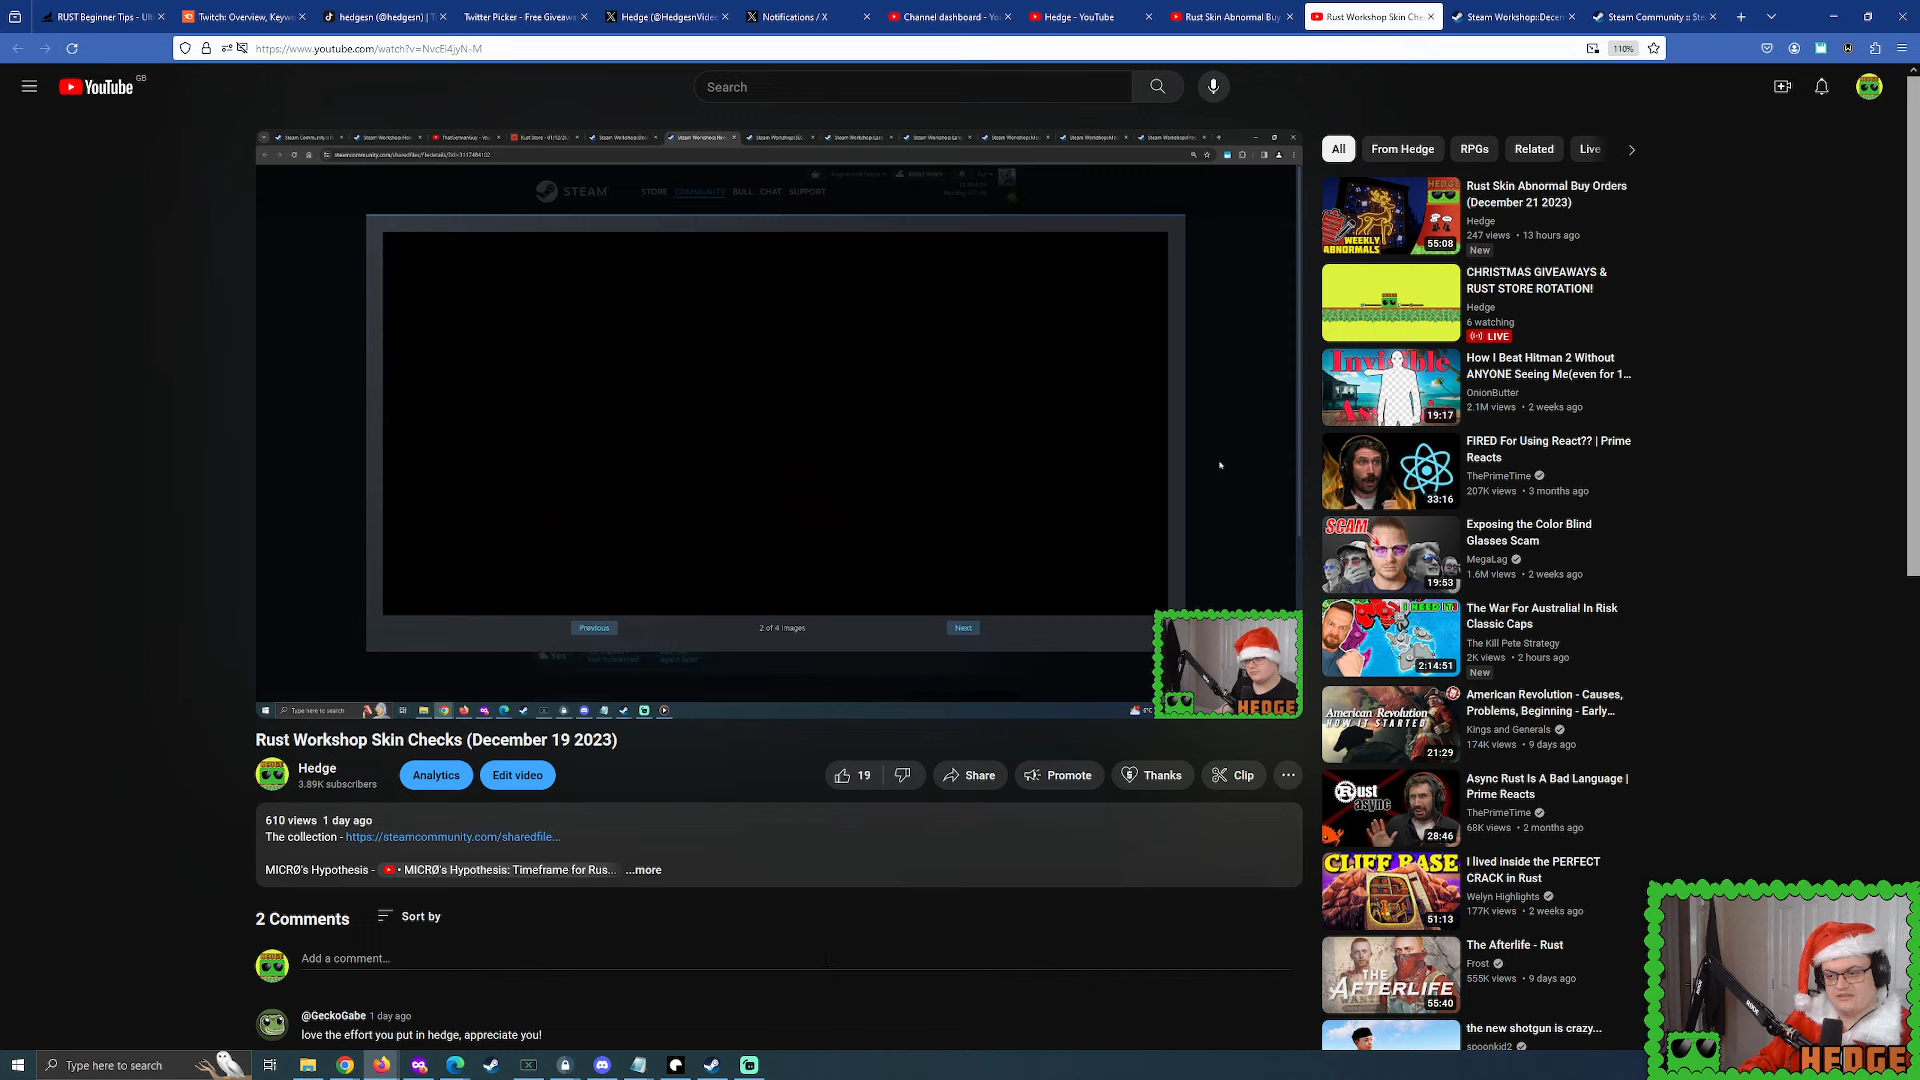 RUST Beginner Tips - Ult
Twitch: Overview, Keywo
hedgesn (@hedgesn) | T
Twitter Picker - Free Giveawa
Hedge (@HedgesnVideo
Notifications / X
Channel dashboard - Yo
Hedge - YouTube
Rust Skin Abnormal Buy
Rust Workshop Skin Che
Steam Workshop::Decem
Steam Community :: Ste
https://www.youtube.com/watch?v=NvcEi4jyN-M
110%
YouTube
GB
Search
STEAM
STORE COMMUNITY BULL CHAT SUPPORT
Previous
2 of 4 Images
Next
Yes
Type here to search
HEDGE
Rust Workshop Skin Checks (December 19 2023)
Hedge
3.89K subscribers
Analytics
Edit video
19
Share
Promote
Thanks
Clip
610 views 1 day ago
The collection - https://steamcommunity.com/sharedfile...
MICRØ's Hypothesis - • MICRØ's Hypothesis: Timeframe for Rus... ...more
2 Comments
Sort by
Add a comment...
@GeckoGabe 1 day ago
love the effort you put in hedge, appreciate you!
All
From Hedge
RPGs
Related
Live
HEDGE
WEEKLY
ABNORMALS
55:08
Rust Skin Abnormal Buy Orders
(December 21 2023)
Hedge
247 views • 13 hours ago
New
CHRISTMAS GIVEAWAYS &
RUST STORE ROTATION!
Hedge
6 watching
LIVE
Invisible
19:17
How I Beat Hitman 2 Without
ANYONE Seeing Me(even for 1...
OnionButter
2.1M views • 2 weeks ago
33:16
FIRED For Using React?? | Prime
Reacts
ThePrimeTime
207K views • 3 months ago
SCAM
19:53
Exposing the Color Blind
Glasses Scam
MegaLag
1.6M views • 2 weeks ago
I NEED IT!
2:14:51
The War For Australia! In Risk
Classic Caps
The Kill Pete Strategy
2K views • 2 hours ago
New
AMERICAN REVOLUTION
HOW IT STARTED
21:29
American Revolution - Causes,
Problems, Beginning - Early...
Kings and Generals
174K views • 9 days ago
Rust
async
28:46
Async Rust Is A Bad Language |
Prime Reacts
ThePrimeTime
68K views • 2 months ago
CLIFF BASE
51:13
I lived inside the PERFECT
CRACK in Rust
Welyn Highlights
177K views • 2 weeks ago
THE
AFTERLIFE
55:40
The Afterlife - Rust
Frost
555K views • 9 days ago
the new shotgun is crazy...
spoonkid2
HEDGE
Type here to search